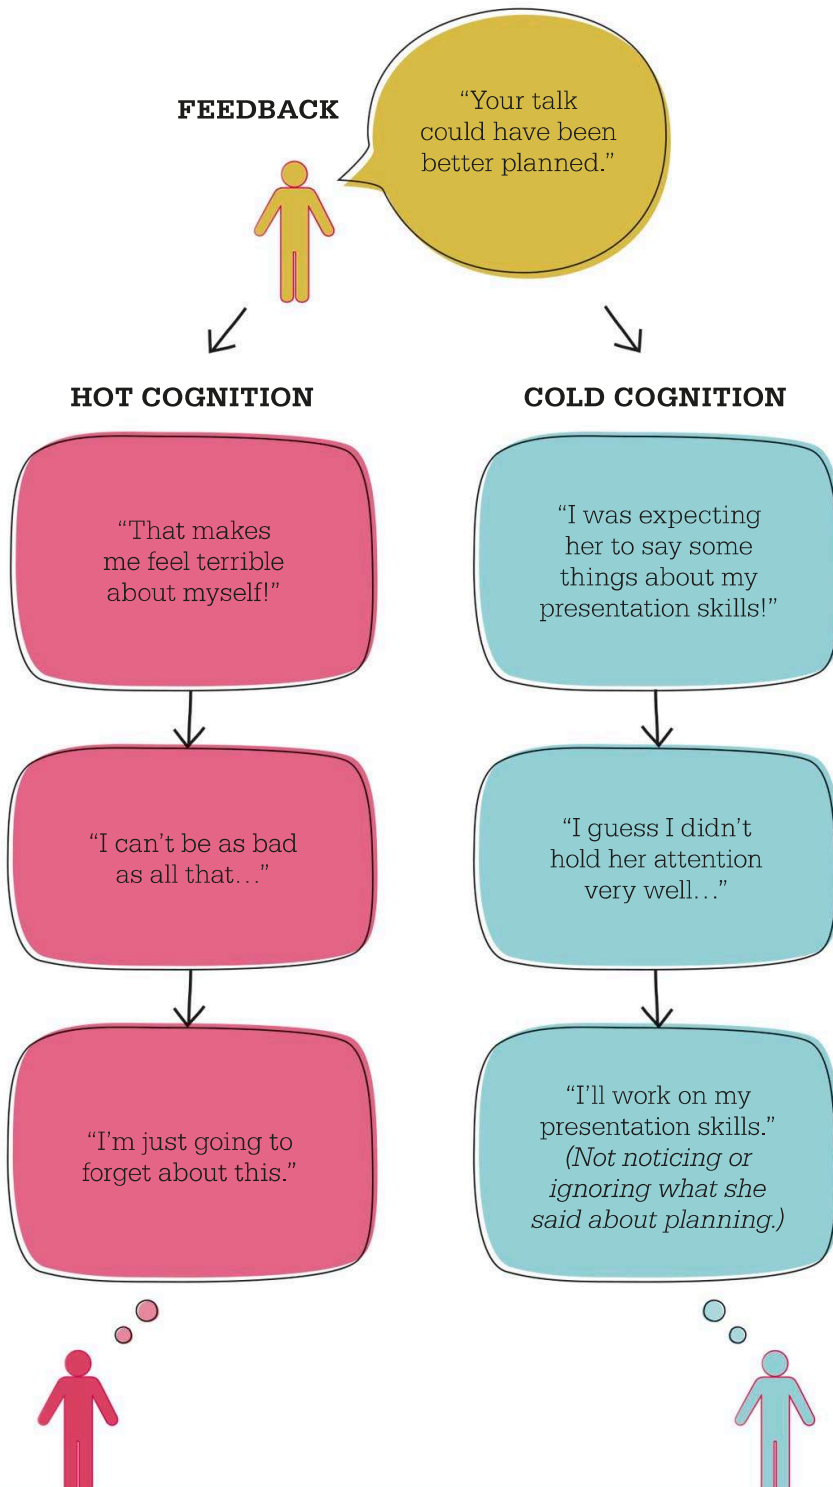 FEEDBACK
“Your talk
could have been
better planned.”
HOT COGNITION
“That makes
me feel terrible
about myself!”
“I can’t be as bad
as all that…”
“I’m just going to
forget about this.”
COLD COGNITION
“I was expecting
her to say some
things about my
presentation skills!”
“I guess I didn’t
hold her attention
very well…”
“I’ll work on my
presentation skills.”
(Not noticing or
ignoring what she
said about planning.)